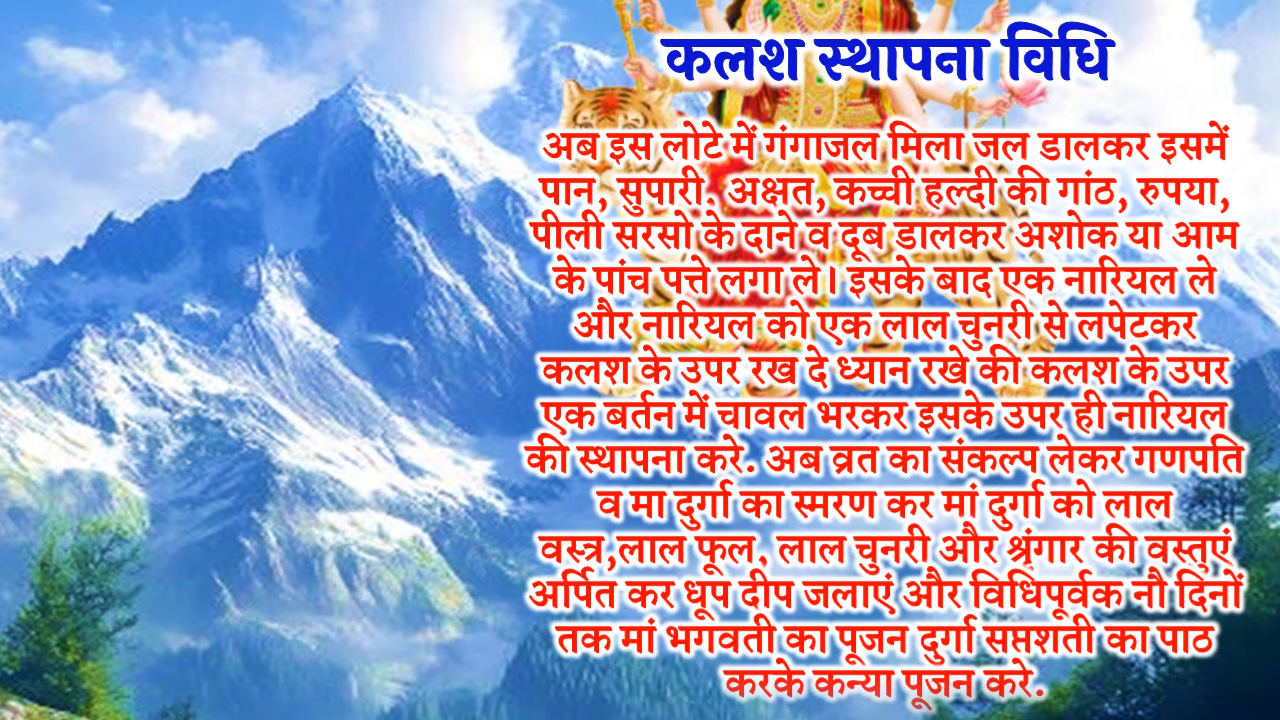 कलश स्थापना विधि
अब इस लोटे में गंगाजल मिला जल डालकर इसमें
पान, सुपारी, अक्षत, कच्ची हल्दी की गांठ, रुपया,
पीली सरसो के दाने व दूब डालकर अशोक या आम
के पांच पत्ते लगा ले। इसके बाद एक नारियल ले
और नारियल को एक लाल चुनरी से लपेटकर
कलश के उपर रख दे ध्यान रखे की कलश के उपर
एक बर्तन में चावल भरकर इसके उपर ही नारियल
की स्थापना करे. अब व्रत का संकल्प लेकर गणपति
व मा दुर्गा का स्मरण कर मां दुर्गा को लाल
वस्त्र,लाल फूल, लाल चुनरी और श्रृंगार की वस्तुएं
अर्पित कर धूप दीप जलाएं और विधिपूर्वक नौ दिनों
तक मां भगवती का पूजन दुर्गा सप्तशती का पाठ
करके कन्या पूजन करे.